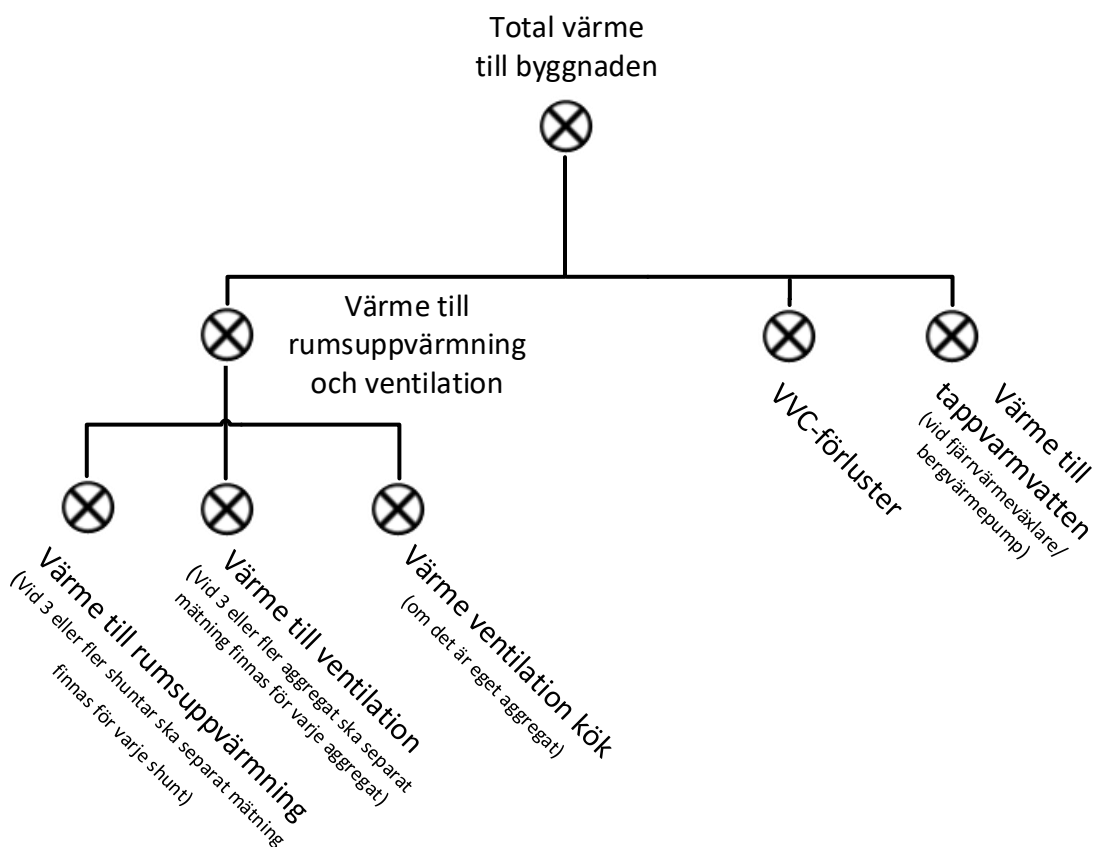 Total värme
till byggnaden
Värme till
rumsuppvärmning
och ventilation
VVC-förluster
Värme till
tappvarmvatten
(vid fjärrvärmeväxlare/
bergvärmepump)
Värme till rumsuppvärmning
(Vid 3 eller fler shuntar ska separat mätning
finnas för varje shunt)
Värme till ventilation
(Vid 3 eller fler aggregat ska separat
mätning finnas för varje aggregat)
Värme ventilation kök
(om det är eget aggregat)